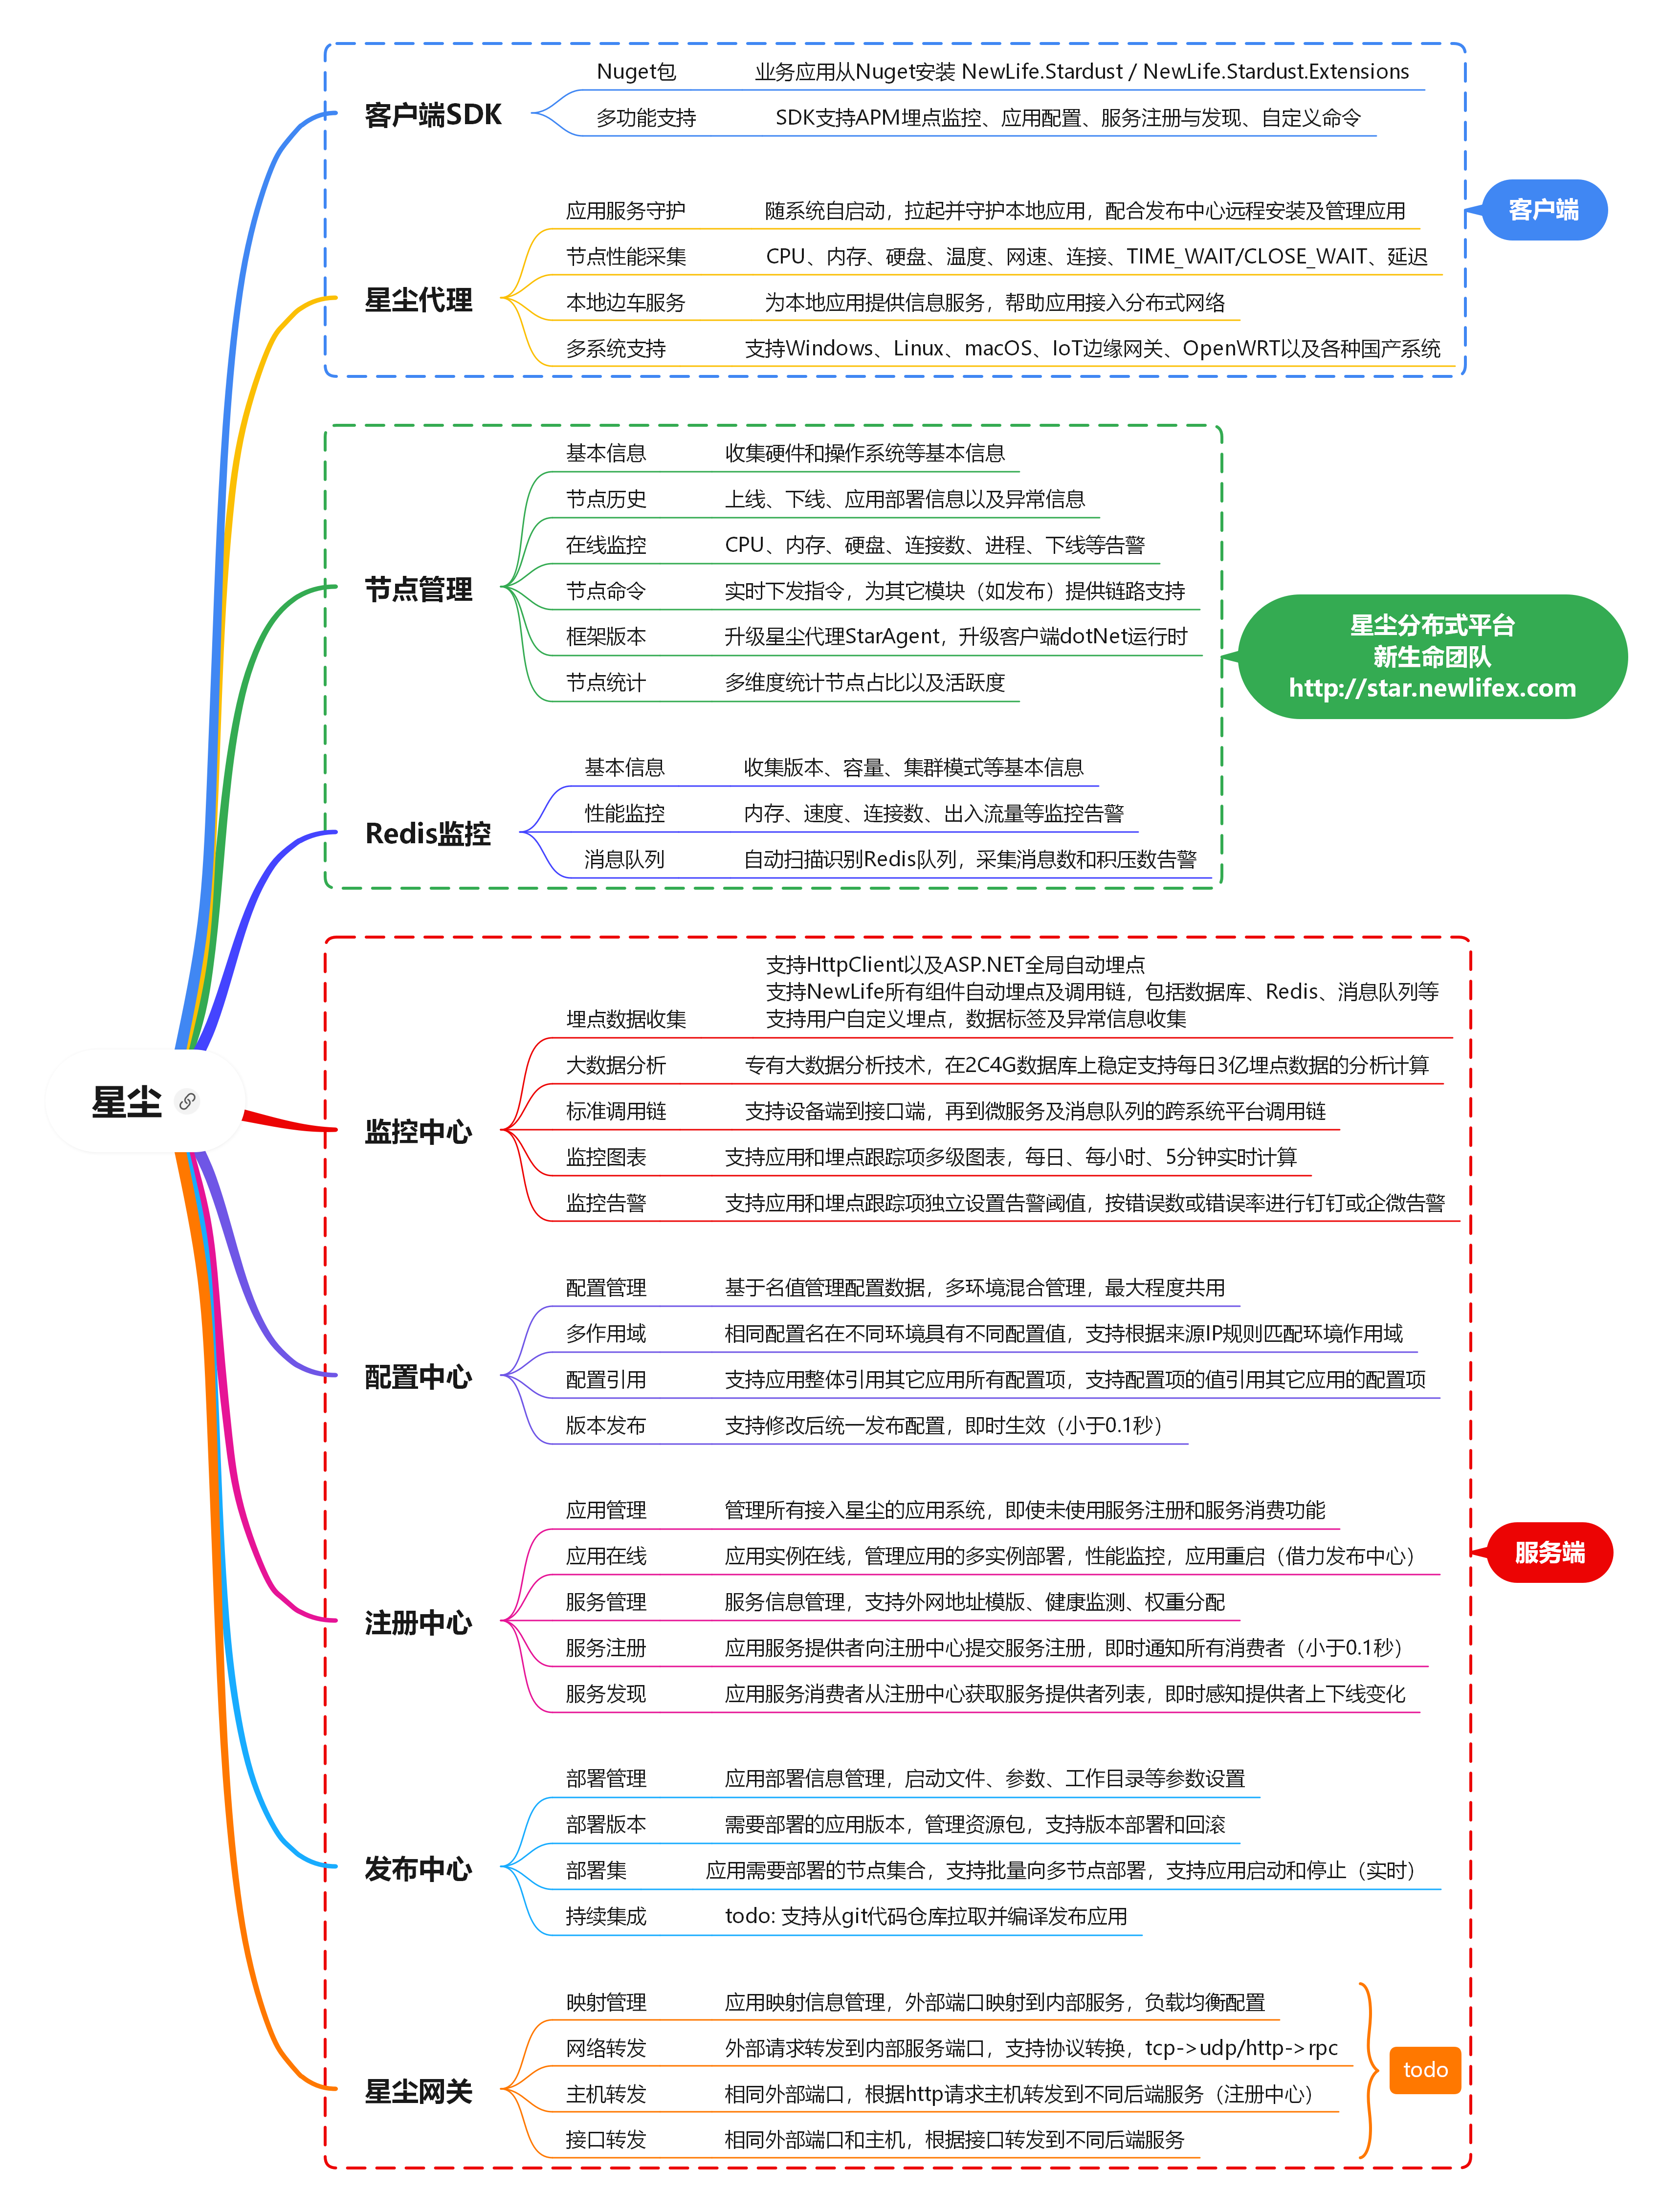 星尘
客户端SDK
Nuget包 业务应用从Nuget安装 NewLife.Stardust / NewLife.Stardust.Extensions
多功能支持 SDK支持APM埋点监控、应用配置、服务注册与发现、自定义命令
星尘代理
应用服务守护 随系统自启动，拉起并守护本地应用，配合发布中心远程安装及管理应用
节点性能采集 CPU、内存、硬盘、温度、网速、连接、TIME_WAIT/CLOSE_WAIT、延迟
本地边车服务 为本地应用提供信息服务，帮助应用接入分布式网络
多系统支持 支持Windows、Linux、macOS、IoT边缘网关、OpenWRT以及各种国产系统
客户端
节点管理
基本信息 收集硬件和操作系统等基本信息
节点历史 上线、下线、应用部署信息以及异常信息
在线监控 CPU、内存、硬盘、连接数、进程、下线等告警
节点命令 实时下发指令，为其它模块（如发布）提供链路支持
框架版本 升级星尘代理StarAgent，升级客户端dotNet运行时
节点统计 多维度统计节点占比以及活跃度
Redis监控
基本信息 收集版本、容量、集群模式等基本信息
性能监控 内存、速度、连接数、出入流量等监控告警
消息队列 自动扫描识别Redis队列，采集消息数和积压数告警
星尘分布式平台
新生命团队
http://star.newlifex.com
监控中心
埋点数据收集
支持HttpClient以及ASP.NET全局自动埋点
支持NewLife所有组件自动埋点及调用链，包括数据库、Redis、消息队列等
支持用户自定义埋点，数据标签及异常信息收集
大数据分析 专有大数据分析技术，在2C4G数据库上稳定支持每日3亿埋点数据的分析计算
标准调用链 支持设备端到接口端，再到微服务及消息队列的跨系统平台调用链
监控图表 支持应用和埋点跟踪项多级图表，每日、每小时、5分钟实时计算
监控告警 支持应用和埋点跟踪项独立设置告警阈值，按错误数或错误率进行钉钉或企微告警
配置中心
配置管理 基于名值管理配置数据，多环境混合管理，最大程度共用
多作用域 相同配置名在不同环境具有不同配置值，支持根据来源IP规则匹配环境作用域
配置引用 支持应用整体引用其它应用所有配置项，支持配置项的值引用其它应用的配置项
版本发布 支持修改后统一发布配置，即时生效（小于0.1秒）
注册中心
应用管理 管理所有接入星尘的应用系统，即使未使用服务注册和服务消费功能
应用在线 应用实例在线，管理应用的多实例部署，性能监控，应用重启（借力发布中心）
服务管理 服务信息管理，支持外网地址模版、健康监测、权重分配
服务注册 应用服务提供者向注册中心提交服务注册，即时通知所有消费者（小于0.1秒）
服务发现 应用服务消费者从注册中心获取服务提供者列表，即时感知提供者上下线变化
服务端
发布中心
部署管理 应用部署信息管理，启动文件、参数、工作目录等参数设置
部署版本 需要部署的应用版本，管理资源包，支持版本部署和回滚
部署集 应用需要部署的节点集合，支持批量向多节点部署，支持应用启动和停止（实时）
持续集成 todo: 支持从git代码仓库拉取并编译发布应用
星尘网关
映射管理 应用映射信息管理，外部端口映射到内部服务，负载均衡配置
网络转发 外部请求转发到内部服务端口，支持协议转换，tcp->udp/http->rpc
主机转发 相同外部端口，根据http请求主机转发到不同后端服务（注册中心）
接口转发 相同外部端口和主机，根据接口转发到不同后端服务
todo